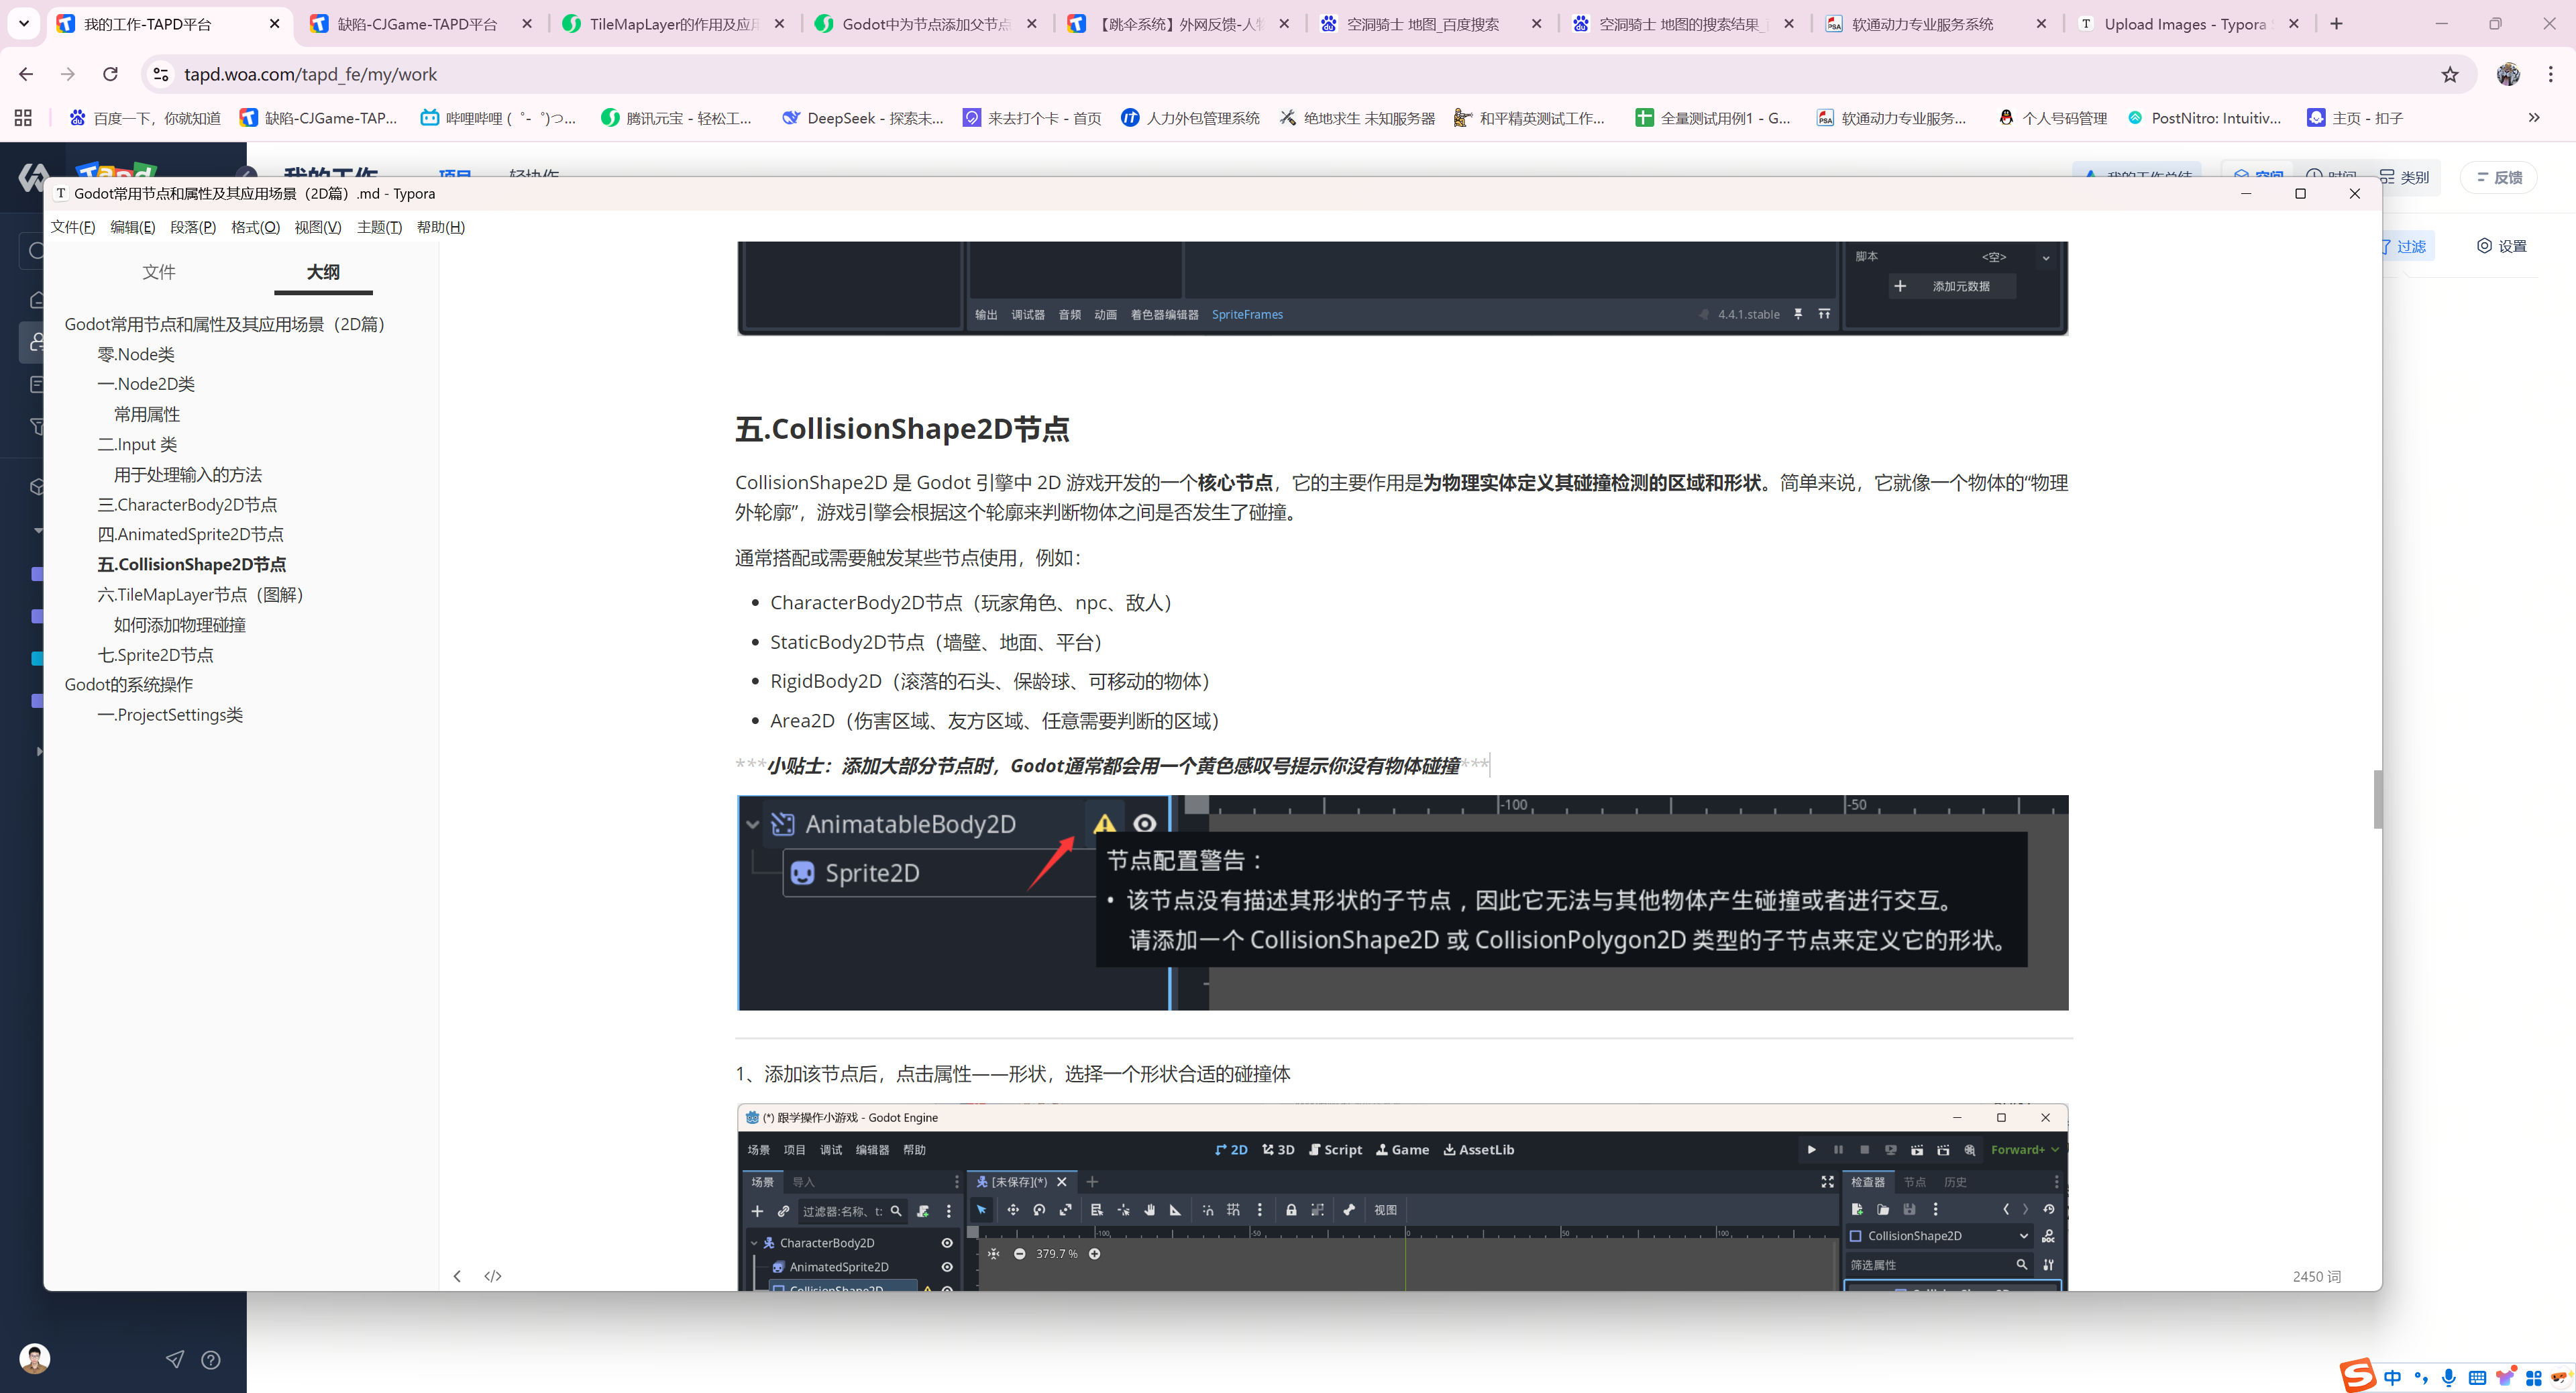 我的工作-TAPD平台
缺陷-CJGame-TAPD平台
TileMapLayer的作用及应用
Godot中为节点添加父节点
【跳伞系统】外网反馈-人物
空洞骑士 地图_百度搜索
空洞骑士 地图的搜索结果_
软通动力专业服务系统
Upload Images - Typora S
tapd.woa.com/tapd_fe/my/work
百度一下，你就知道
缺陷-CJGame-TAP...
哔哩哔哩 (゜-゜)つ...
腾讯元宝 - 轻松工...
DeepSeek - 探索未...
来去打个卡 - 首页
人力外包管理系统
绝地求生 未知服务器
和平精英测试工作...
全量测试用例1 - G...
软通动力专业服务...
个人号码管理
PostNitro: Intuitiv...
主页 - 扣子
Tapd
我的工作
项目
轻协作
我的工作总结
空间
时间
类别
反馈
过滤
设置
Godot常用节点和属性及其应用场景（2D篇）.md - Typora
文件(F) 编辑(E) 段落(P) 格式(O) 视图(V) 主题(T) 帮助(H)
文件
大纲
Godot常用节点和属性及其应用场景（2D篇）
零.Node类
一.Node2D类
常用属性
二.Input 类
用于处理输入的方法
三.CharacterBody2D节点
四.AnimatedSprite2D节点
五.CollisionShape2D节点
六.TileMapLayer节点（图解）
如何添加物理碰撞
七.Sprite2D节点
Godot的系统操作
一.ProjectSettings类
脚本
<空>
添加元数据
输出 调试器 音频 动画 着色器编辑器 SpriteFrames
4.4.1.stable
五.CollisionShape2D节点
CollisionShape2D 是 Godot 引擎中 2D 游戏开发的一个核心节点，它的主要作用是为物理实体定义其碰撞检测的区域和形状。简单来说，它就像一个物体的“物理
外轮廓”，游戏引擎会根据这个轮廓来判断物体之间是否发生了碰撞。
通常搭配或需要触发某些节点使用，例如：
• CharacterBody2D节点（玩家角色、npc、敌人）
• StaticBody2D节点（墙壁、地面、平台）
• RigidBody2D（滚落的石头、保龄球、可移动的物体）
• Area2D（伤害区域、友方区域、任意需要判断的区域）
***小贴士：添加大部分节点时，Godot通常都会用一个黄色感叹号提示你没有物体碰撞***
AnimatableBody2D
-100
-50
Sprite2D
节点配置警告：
• 该节点没有描述其形状的子节点，因此它无法与其他物体产生碰撞或者进行交互。
请添加一个 CollisionShape2D 或 CollisionPolygon2D 类型的子节点来定义它的形状。
1、添加该节点后，点击属性——形状，选择一个形状合适的碰撞体
(*) 跟学操作小游戏 - Godot Engine
场景 项目 调试 编辑器 帮助
2D 3D Script Game AssetLib
Forward+
场景 导入
[未保存](*)
检查器 节点 历史
过滤器:名称、t:
视图
CharacterBody2D
-100
-50
0
50
100
CollisionShape2D
379.7 %
AnimatedSprite2D
筛选属性
CollisionShape2D
2450 词
中